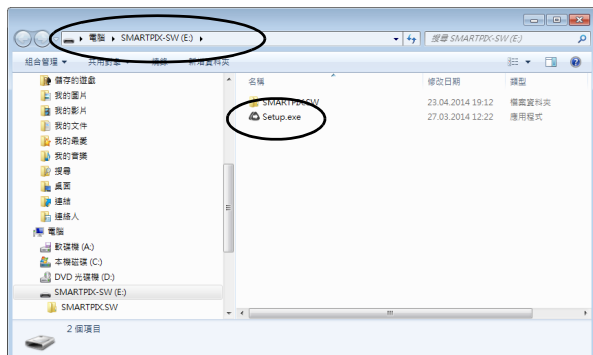 電腦 SMARTPIX-SW (E:)
搜尋 SMARTPIX-SW (E:)
組合管理 共用對象 燒錄 新增資料夾
名稱 修改日期 類型
SMARTPIX.SW 23.04.2014 19:12 檔案資料夾
Setup.exe 27.03.2014 12:22 應用程式
儲存的遊戲
我的圖片
我的影片
我的文件
我的最愛
我的音樂
搜尋
桌面
連結
連絡人
電腦
軟碟機 (A:)
本機磁碟 (C:)
DVD 光碟機 (D:)
SMARTPIX-SW (E:)
SMARTPIX.SW
2 個項目